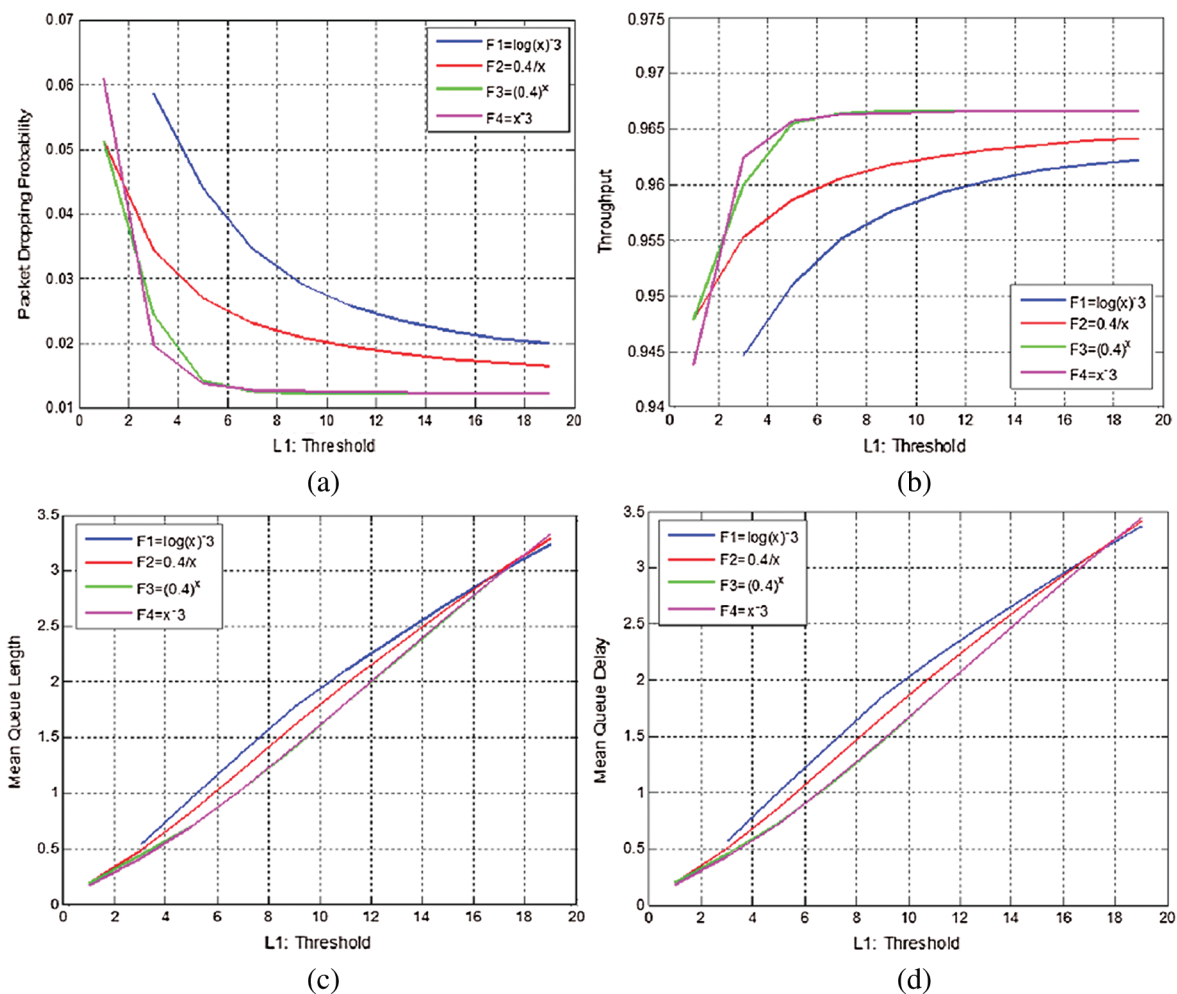 0.07
0.06
0.05
0.04
0.03
0.02
0.01
0 2 4 6 8 10 12 14 16 18 20
Packet Dropping Probability
L1: Threshold
F1=log(x)^-3
F2=0.4/x
F3=(0.4)^x
F4=x^-3
(a)
0.975
0.97
0.965
0.96
0.955
0.95
0.945
0.94
0 2 4 6 8 10 12 14 16 18 20
Throughput
L1: Threshold
F1=log(x)^-3
F2=0.4/x
F3=(0.4)^x
F4=x^-3
(b)
3.5
3
2.5
2
1.5
1
0.5
0
0 2 4 6 8 10 12 14 16 18 20
Mean Queue Length
L1: Threshold
F1=log(x)^-3
F2=0.4/x
F3=(0.4)^x
F4=x^-3
(c)
3.5
3
2.5
2
1.5
1
0.5
0
0 2 4 6 8 10 12 14 16 18 20
Mean Queue Delay
L1: Threshold
F1=log(x)^-3
F2=0.4/x
F3=(0.4)^x
F4=x^-3
(d)